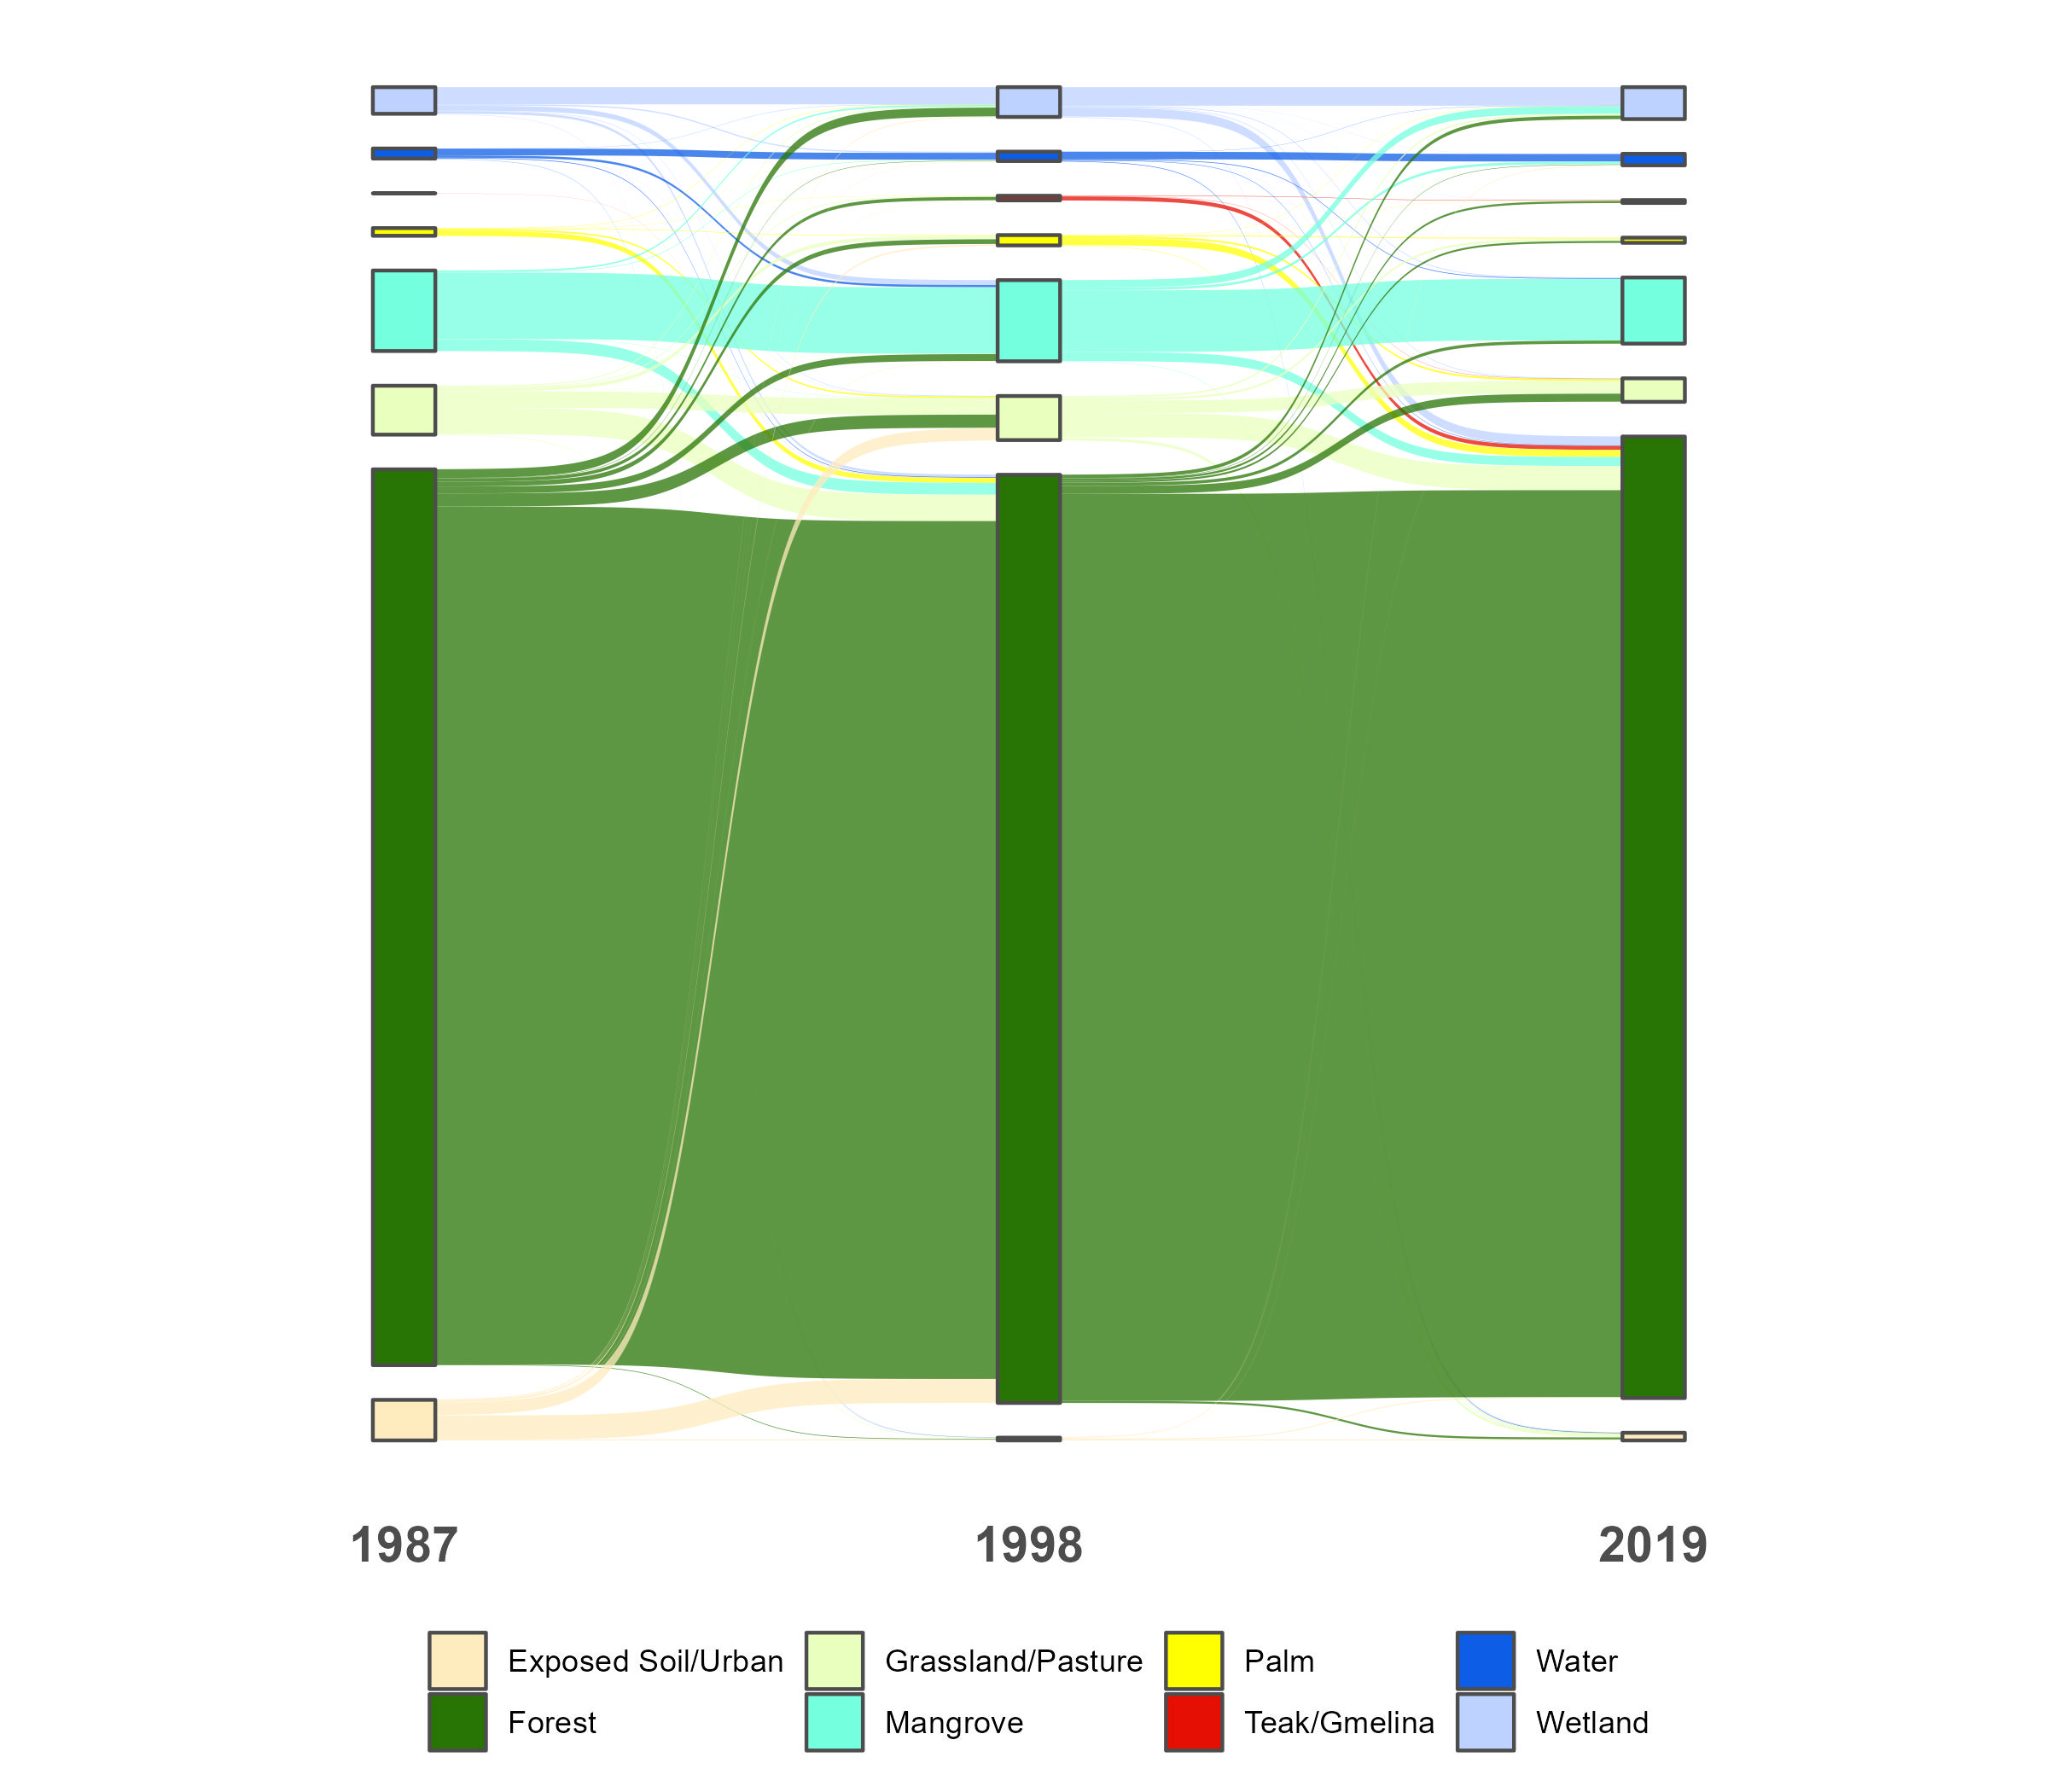 1987 1998 2019
Exposed Soil/Urban Grassland/Pasture Palm Water
Forest Mangrove Teak/Gmelina Wetland